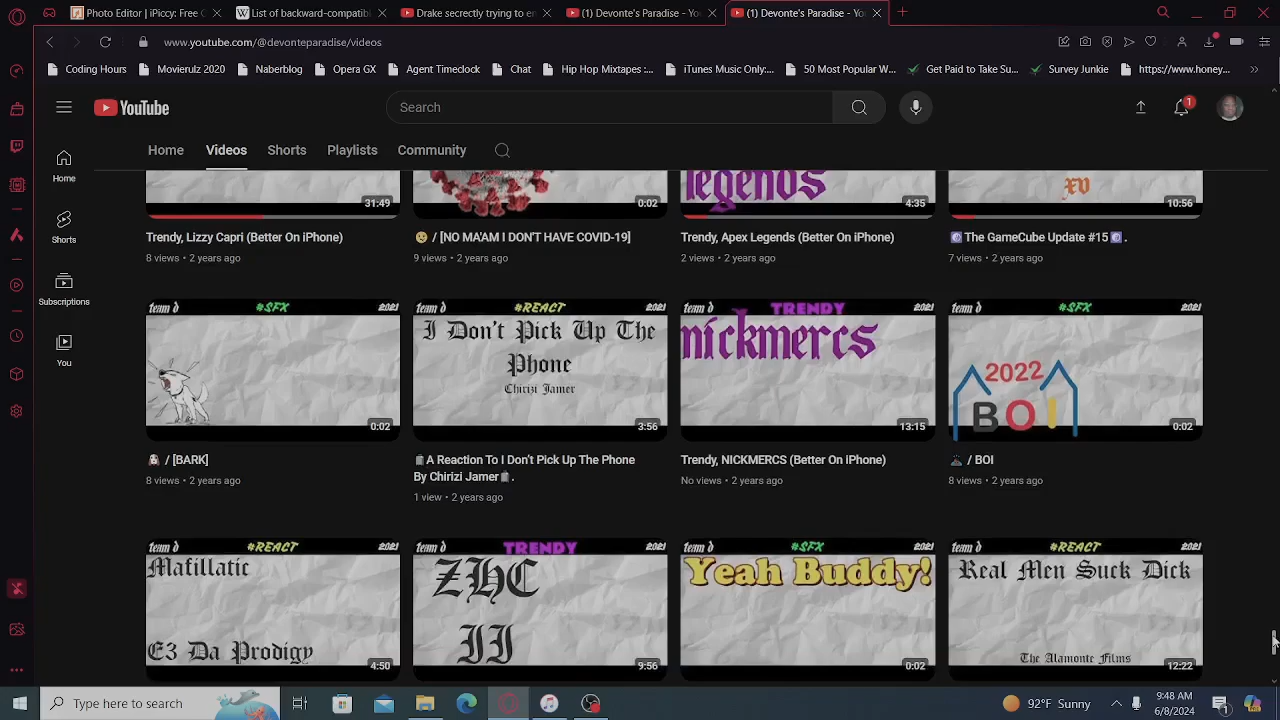 Photo Editor | iPiccy: Free C
List of backward-compatib
Drake secrectly trying to en
(1) Devonte's Paradise - Yo
(1) Devonte's Paradise - Yo
www.youtube.com/@devonteparadise/videos
Coding Hours
Movierulz 2020
Naberblog
Opera GX
Agent Timeclock
Chat
Hip Hop Mixtapes :...
iTunes Music Only:...
50 Most Popular W...
Get Paid to Take Su...
Survey Junkie
https://www.honey...
YouTube
Search
1
Home
Videos
Shorts
Playlists
Community
Home
Shorts
Subscriptions
You
31:49
0:02
legends
4:35
XV
10:56
Trendy, Lizzy Capri (Better On iPhone)
8 views • 2 years ago
/ [NO MA'AM I DON'T HAVE COVID-19]
9 views • 2 years ago
Trendy, Apex Legends (Better On iPhone)
2 views • 2 years ago
The GameCube Update #15 .
7 views • 2 years ago
team d #SFX 2021
0:02
team d #REACT 2021
I Don't Pick Up The
Phone
Chirizi Jamer
3:56
team d TRENDY 2021
nickmercs
13:15
team d #SFX 2021
2022
BOI
0:02
/ [BARK]
8 views • 2 years ago
A Reaction To I Don't Pick Up The Phone
By Chirizi Jamer .
1 view • 2 years ago
Trendy, NICKMERCS (Better On iPhone)
No views • 2 years ago
/ BOI
8 views • 2 years ago
team d #REACT 2021
Mafillatic
E3 Da Prodigy
4:50
team d TRENDY 2021
ZHC
II
9:56
team d #SFX 2021
Yeah Buddy!
0:02
team d #REACT 2021
Real Men Suck Dick
The Alamonte Films
12:22
Type here to search
92°F Sunny
9:48 AM
6/8/2024
1